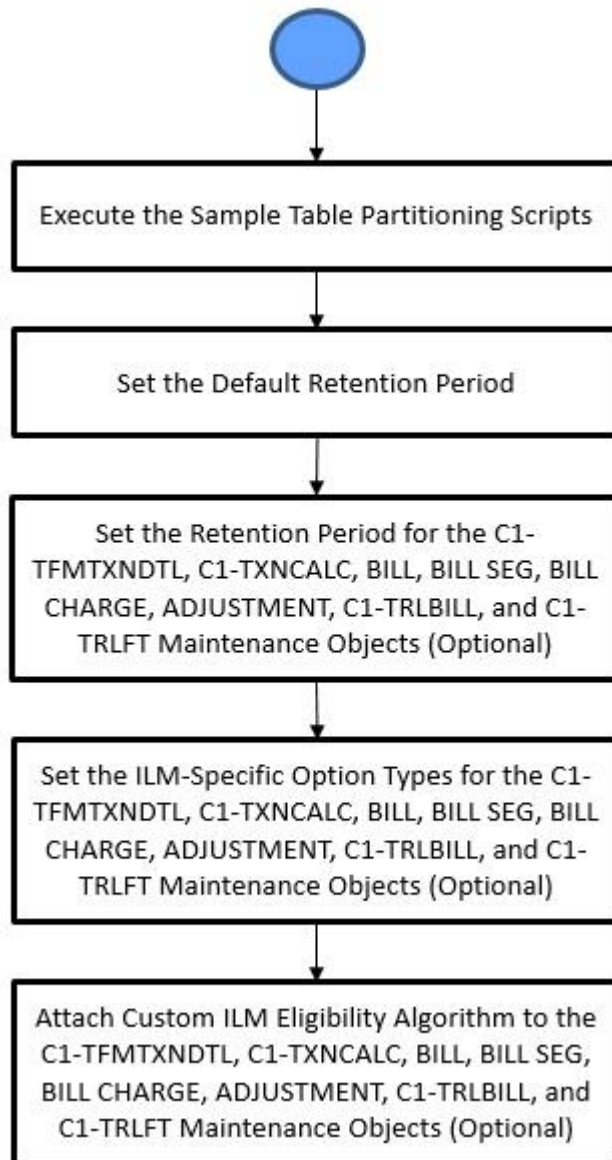 Execute the Sample Table Partitioning Scripts
Set the Default Retention Period
Set the Retention Period for the C1-
TFMTXNDTL, C1-TXNCALC, BILL, BILL SEG, BILL
CHARGE, ADJUSTMENT, C1-TRLBILL, and C1-
TRLFT Maintenance Objects (Optional)
Set the ILM-Specific Option Types for the C1-
TFMTXNDTL, C1-TXNCALC, BILL, BILL SEG, BILL
CHARGE, ADJUSTMENT, C1-TRLBILL, and C1-
TRLFT Maintenance Objects (Optional)
Attach Custom ILM Eligibility Algorithm to the
C1-TFMTXNDTL, C1-TXNCALC, BILL, BILL SEG,
BILL CHARGE, ADJUSTMENT, C1-TRLBILL, and
C1-TRLFT Maintenance Objects (Optional)